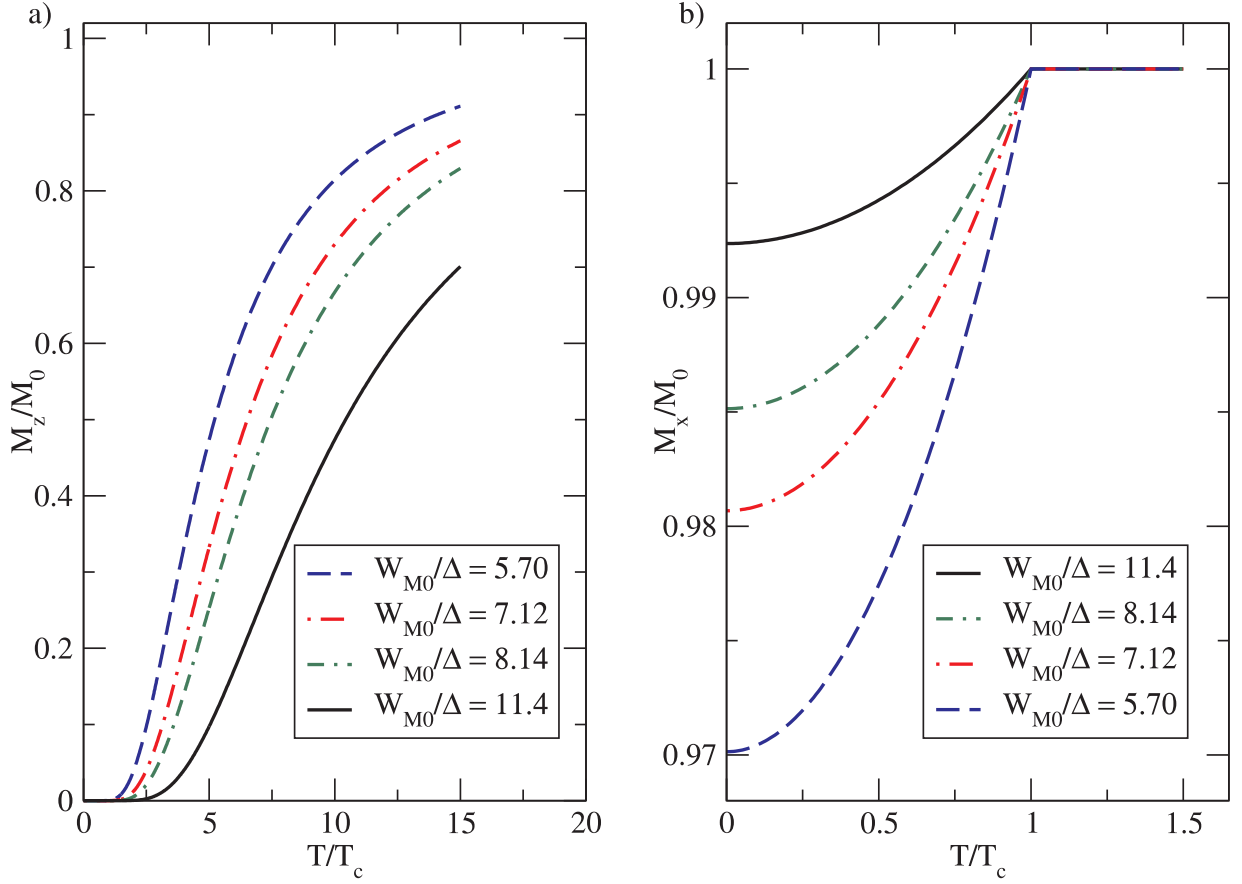 a)
1
0.8
0.6
0.4
0.2
0
M_z/M_0
0
5
10
15
20
T/T_c
W_M0/Δ = 5.70
W_M0/Δ = 7.12
W_M0/Δ = 8.14
W_M0/Δ = 11.4
b)
1
0.99
0.98
0.97
M_x/M_0
0
0.5
1
1.5
T/T_c
W_M0/Δ = 11.4
W_M0/Δ = 8.14
W_M0/Δ = 7.12
W_M0/Δ = 5.70